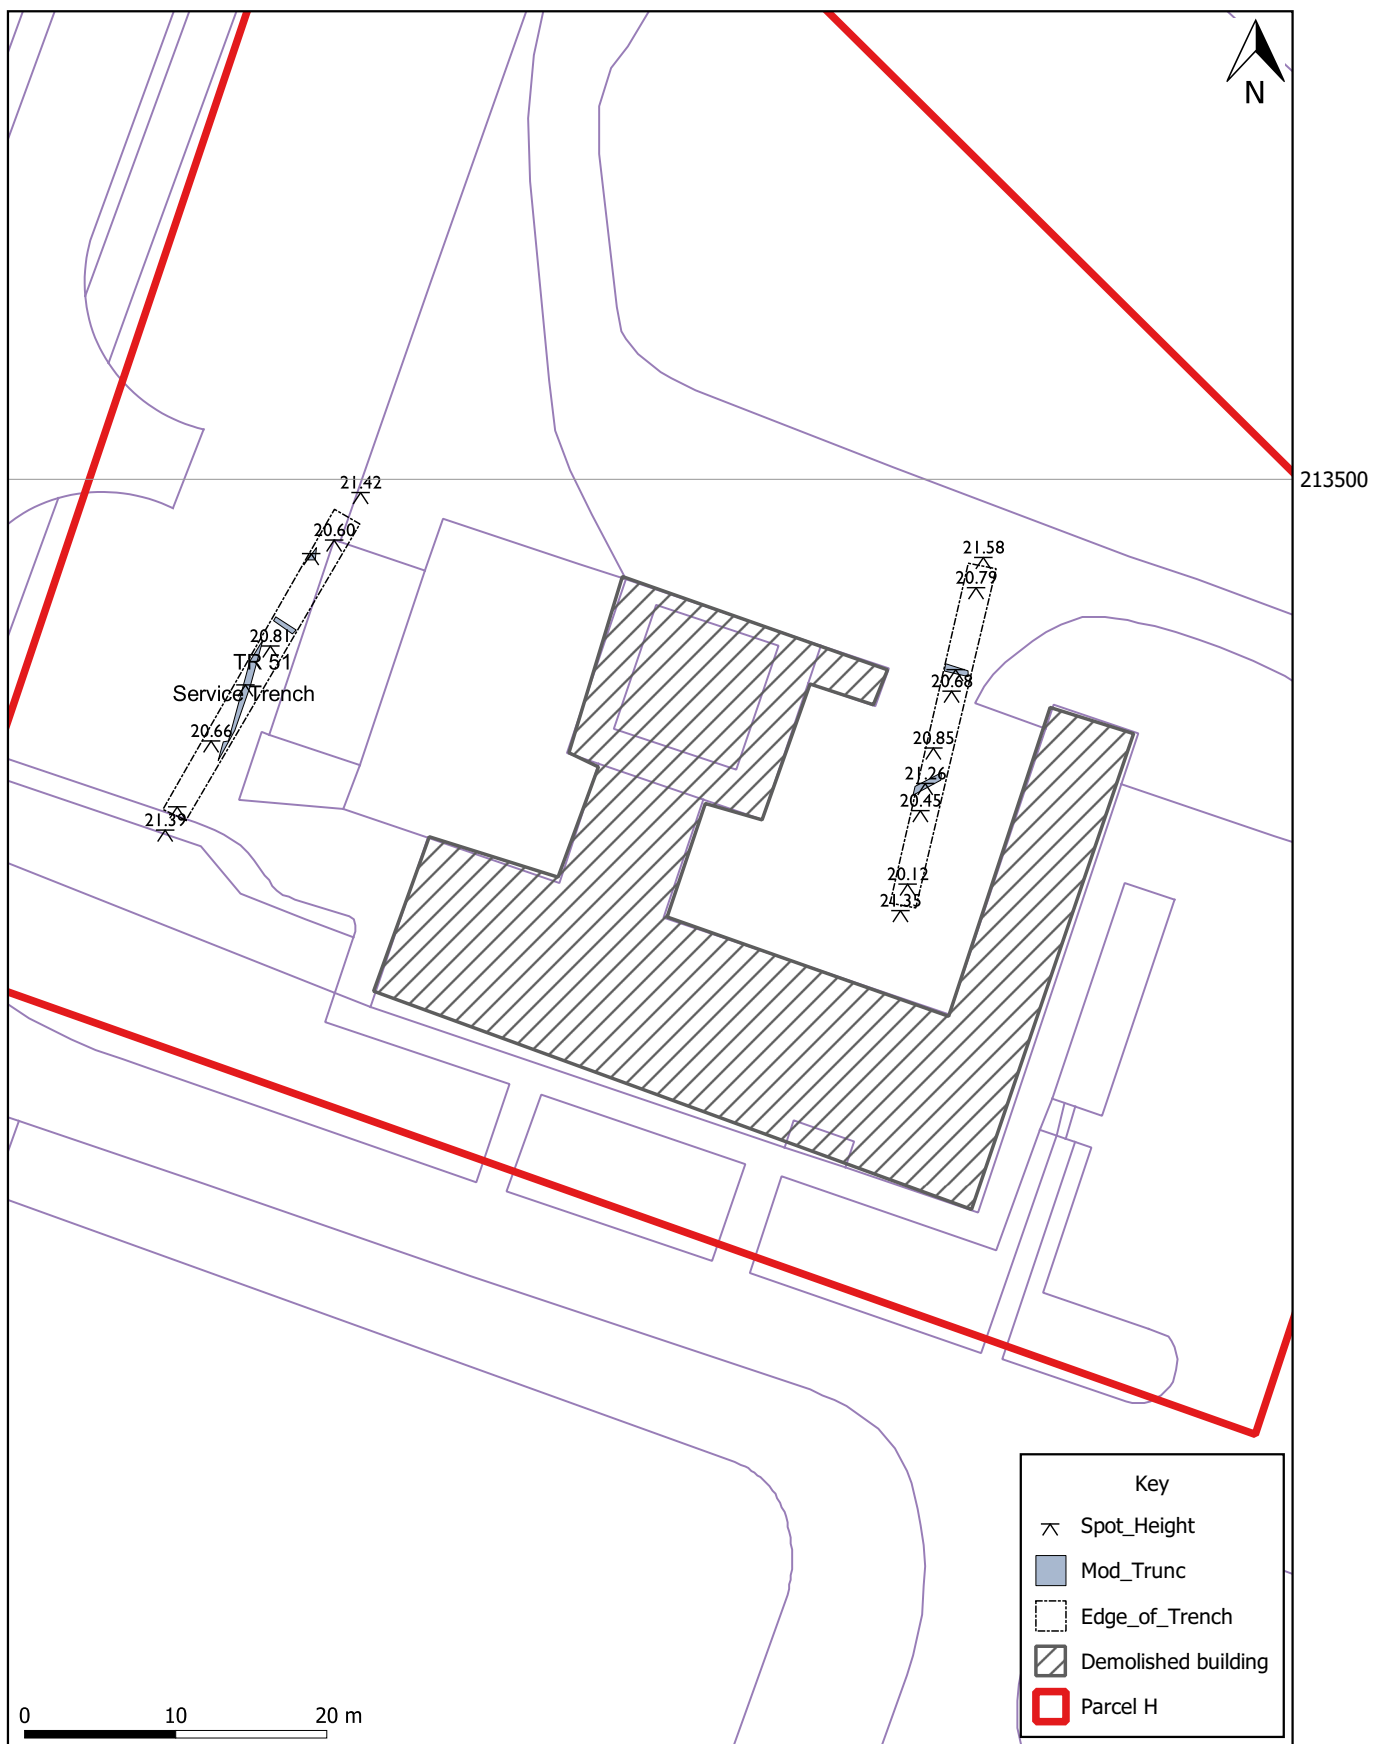 N
213500
21.42
20.60
20.81
TR 51
Service Trench
20.66
21.39
21.58
20.79
20.68
20.85
21.26
20.45
20.12
21.35
Key
Spot_Height
Mod_Trunc
Edge_of_Trench
Demolished building
Parcel H
0 10 20 m